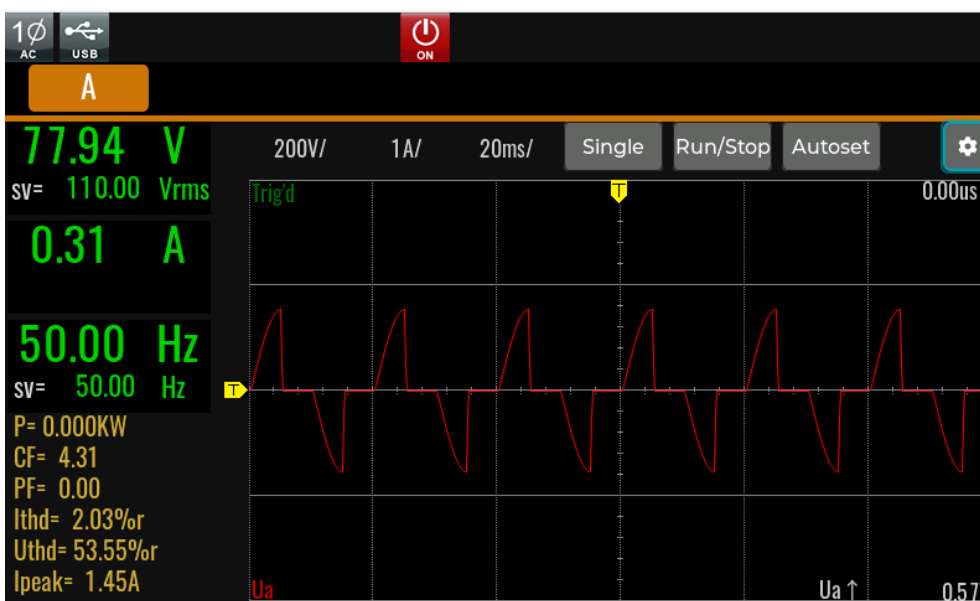 1Ø
AC
USB
ON
A
77.94 V
sv= 110.00 Vrms
0.31 A
50.00 Hz
sv= 50.00 Hz
P= 0.000KW
CF= 4.31
PF= 0.00
Ithd= 2.03%r
Uthd= 53.55%r
Ipeak= 1.45A
200V/ 1A/ 20ms/ Single Run/Stop Autoset
Trig'd T 0.00us
T
Ua Ua↑ 0.57